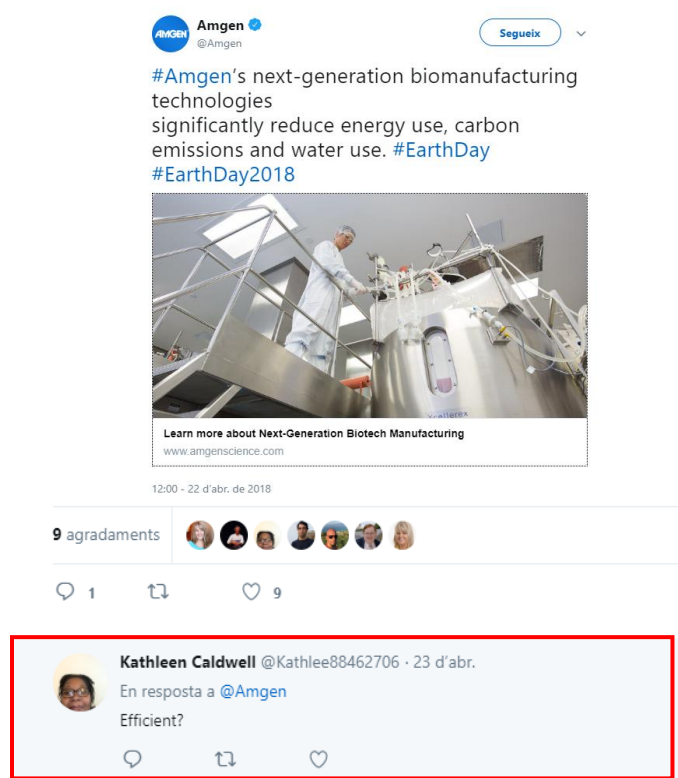 AMGEN
Amgen
@Amgen
Segueix
#Amgen's next-generation biomanufacturing
technologies
significantly reduce energy use, carbon
emissions and water use. #EarthDay
#EarthDay2018
Xcellerex
Learn more about Next-Generation Biotech Manufacturing
www.amgenscience.com
12:00 - 22 d'abr. de 2018
9 agradaments
1 9
Kathleen Caldwell @Kathlee88462706 · 23 d'abr.
En resposta a @Amgen
Efficient?